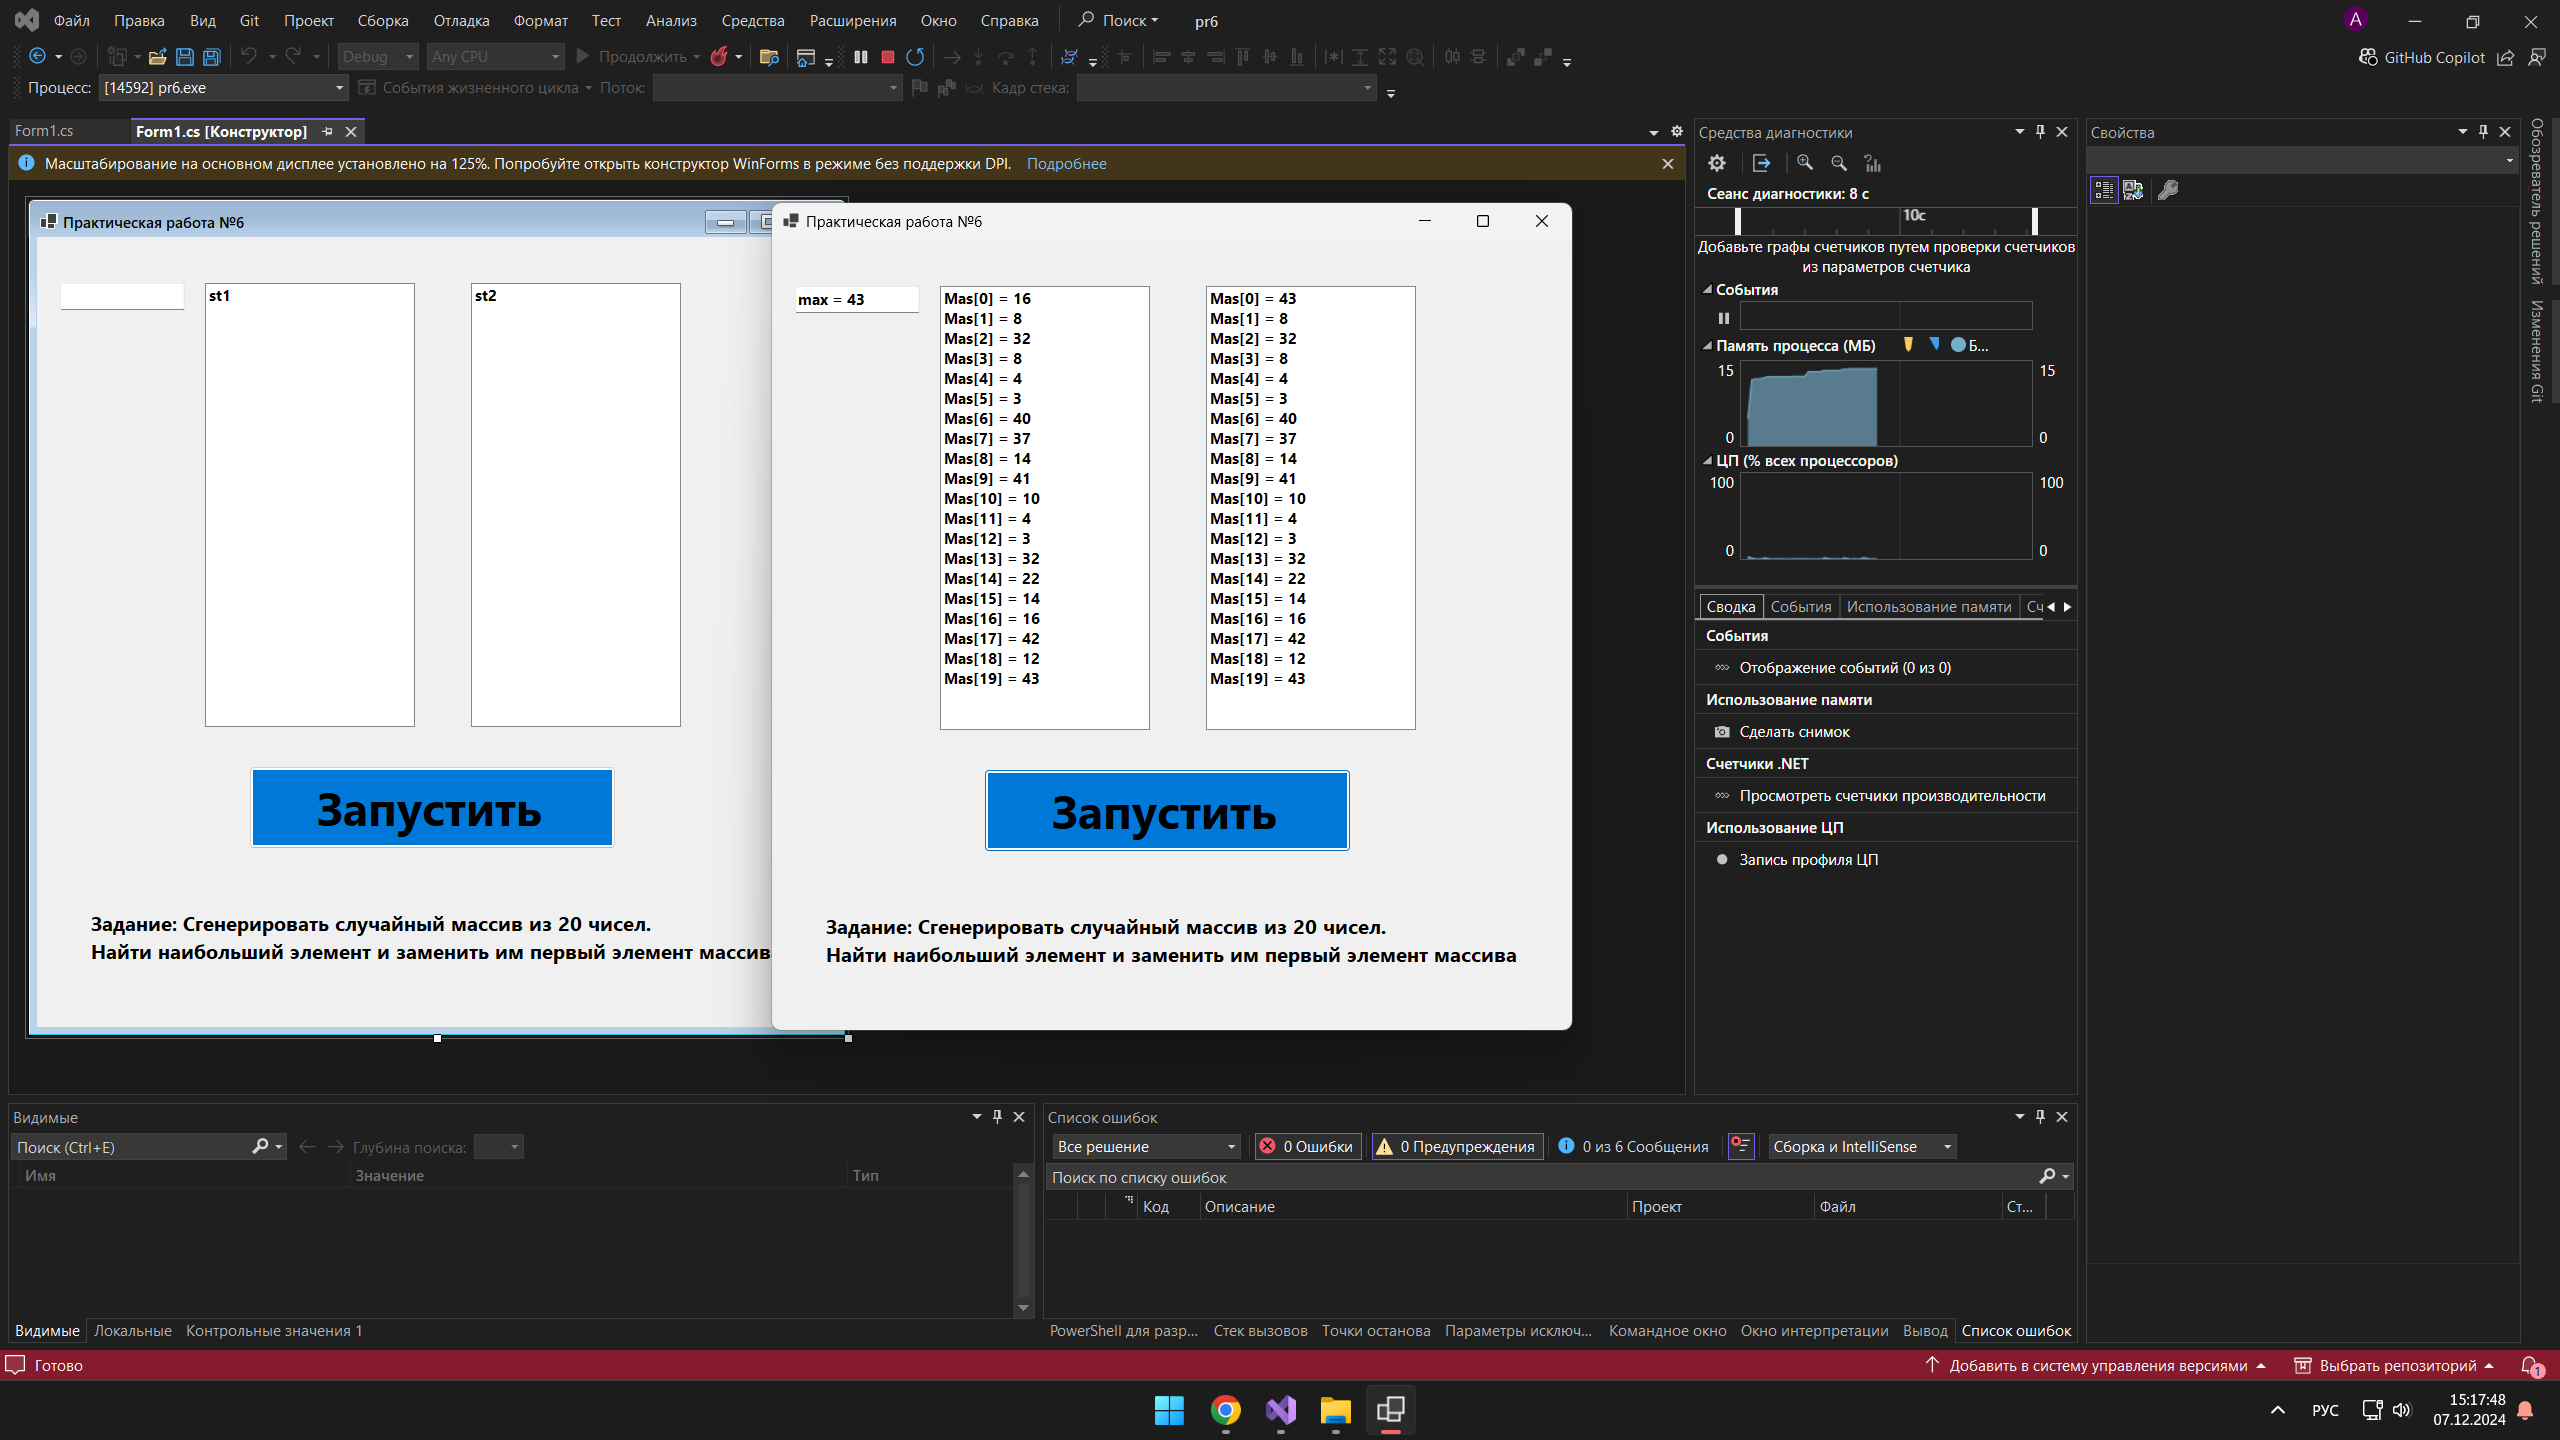 Файл Правка Вид Git Проект Сборка Отладка Формат Тест Анализ Средства Расширения Окно Справка Поиск pr6 A
Debug Any CPU Продолжить GitHub Copilot
Процесс: [14592] pr6.exe События жизненного цикла Поток: Кадр стека:
Form1.cs Form1.cs [Конструктор]
Масштабирование на основном дисплее установлено на 125%. Попробуйте открыть конструктор WinForms в режиме без поддержки DPI. Подробнее
Практическая работа №6
st1 st2
Запустить
Задание: Сгенерировать случайный массив из 20 чисел.
Найти наибольший элемент и заменить им первый элемент массив
Практическая работа №6
max = 43
Mas[0] = 16
Mas[1] = 8
Mas[2] = 32
Mas[3] = 8
Mas[4] = 4
Mas[5] = 3
Mas[6] = 40
Mas[7] = 37
Mas[8] = 14
Mas[9] = 41
Mas[10] = 10
Mas[11] = 4
Mas[12] = 3
Mas[13] = 32
Mas[14] = 22
Mas[15] = 14
Mas[16] = 16
Mas[17] = 42
Mas[18] = 12
Mas[19] = 43
Mas[0] = 43
Mas[1] = 8
Mas[2] = 32
Mas[3] = 8
Mas[4] = 4
Mas[5] = 3
Mas[6] = 40
Mas[7] = 37
Mas[8] = 14
Mas[9] = 41
Mas[10] = 10
Mas[11] = 4
Mas[12] = 3
Mas[13] = 32
Mas[14] = 22
Mas[15] = 14
Mas[16] = 16
Mas[17] = 42
Mas[18] = 12
Mas[19] = 43
Запустить
Задание: Сгенерировать случайный массив из 20 чисел.
Найти наибольший элемент и заменить им первый элемент массива
Средства диагностики
Сеанс диагностики: 8 с
10с
Добавьте графы счетчиков путем проверки счетчиков
из параметров счетчика
События
Память процесса (МБ) Б...
15 15
0 0
ЦП (% всех процессоров)
100 100
0 0
Сводка События Использование памяти Сч
События
Отображение событий (0 из 0)
Использование памяти
Сделать снимок
Счетчики .NET
Просмотреть счетчики производительности
Использование ЦП
Запись профиля ЦП
Свойства
Обозреватель решений
Изменения Git
Видимые
Поиск (Ctrl+E) Глубина поиска:
Имя Значение Тип
Видимые Локальные Контрольные значения 1
Список ошибок
Все решение 0 Ошибки 0 Предупреждения 0 из 6 Сообщения Сборка и IntelliSense
Поиск по списку ошибок
Код Описание Проект Файл Ст...
PowerShell для разр... Стек вызовов Точки останова Параметры исключ... Командное окно Окно интерпретации Вывод Список ошибок
Готово Добавить в систему управления версиями Выбрать репозиторий 1
РУС 15:17:48
07.12.2024